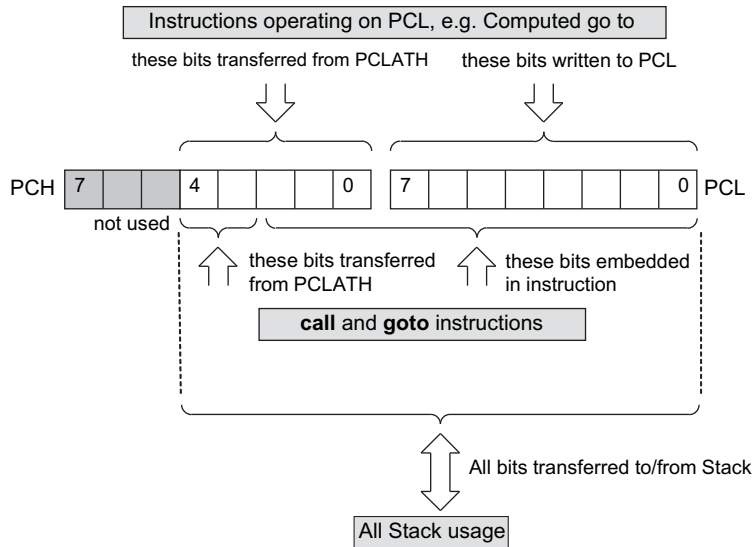 Instructions operating on PCL, e.g. Computed go to
these bits transferred from PCLATH
these bits written to PCL
PCH 7 4 0 7 0 PCL
not used
these bits transferred
from PCLATH
these bits embedded
in instruction
call and goto instructions
All bits transferred to/from Stack
All Stack usage